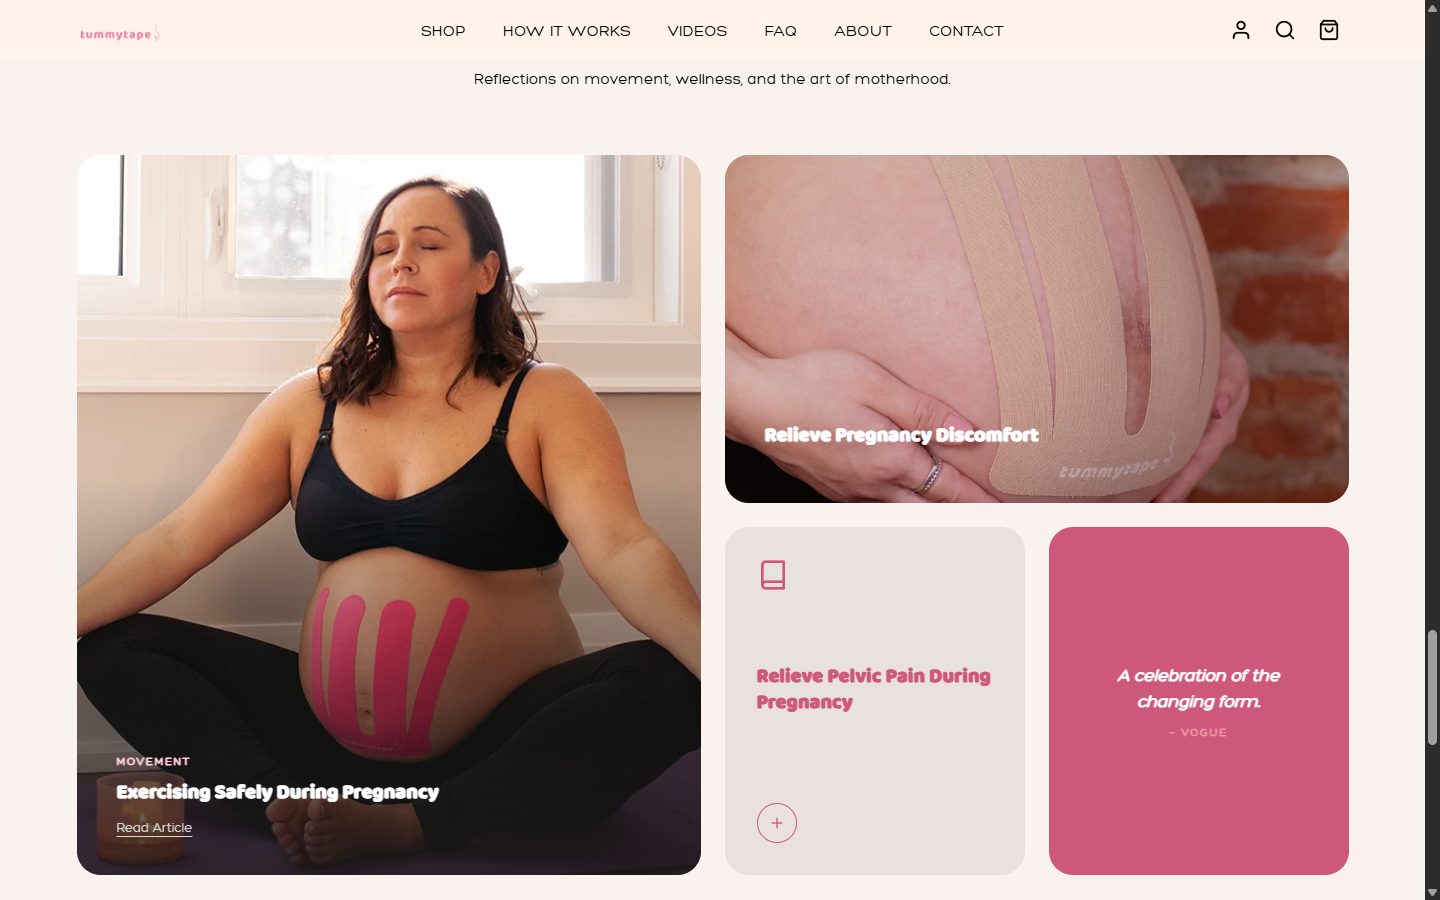 tummytape
SHOP
HOW IT WORKS
VIDEOS
FAQ
ABOUT
CONTACT
Reflections on movement, wellness, and the art of motherhood.
tummytape
MOVEMENT
Exercising Safely During Pregnancy
Read Article
Relieve Pregnancy Discomfort
tummytape
Relieve Pelvic Pain During
Pregnancy
A celebration of the
changing form.
– VOGUE